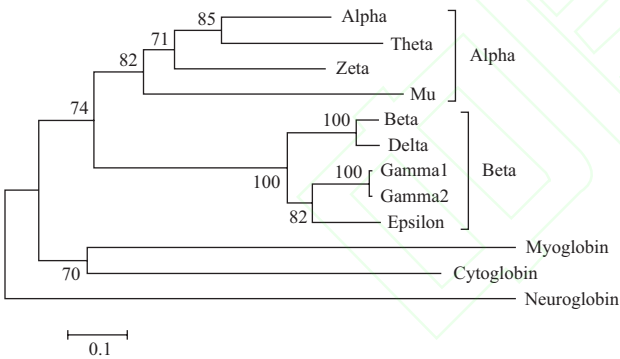 85
Alpha
71
Theta
Alpha
82
Zeta
74
Mu
100
Beta
Delta
100
Gamma1
Beta
100
Gamma2
82
Epsilon
Myoglobin
70
Cytoglobin
Neuroglobin
0.1